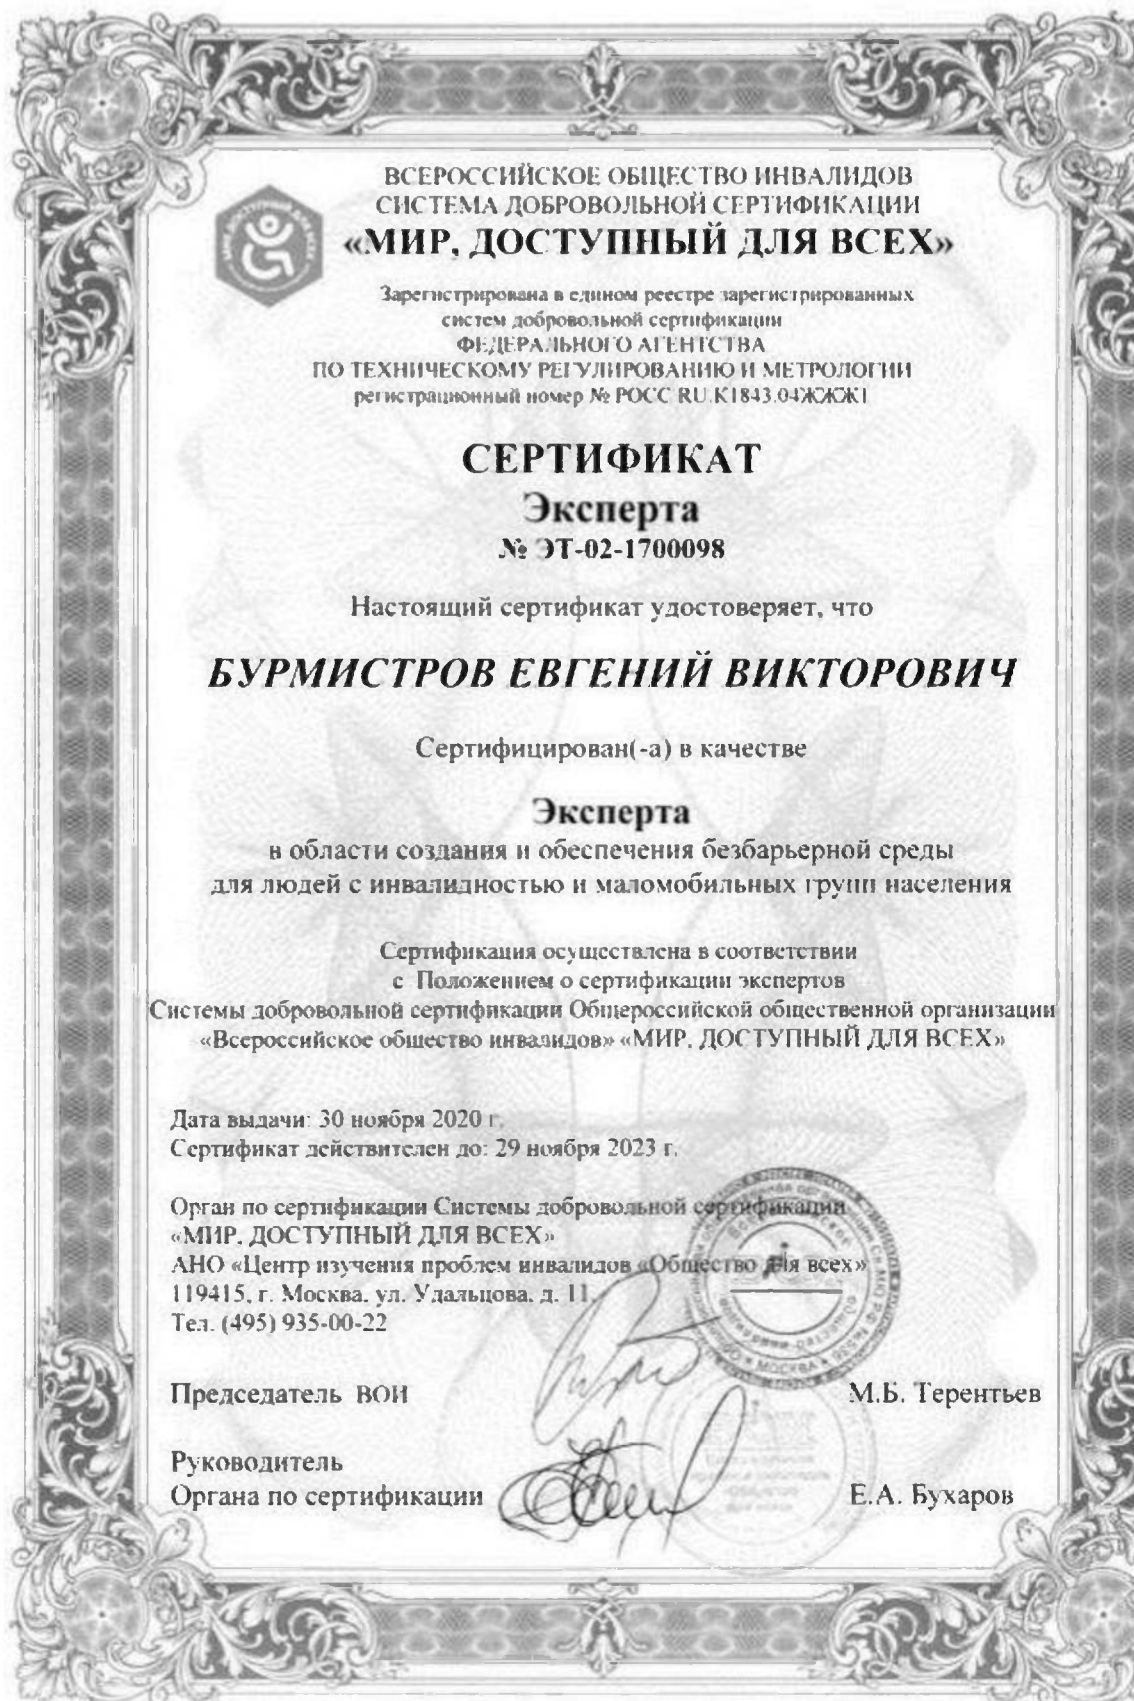 ВСЕРОССИЙСКОЕ ОБЩЕСТВО ИНВАЛИДОВ
СИСТЕМА ДОБРОВОЛЬНОЙ СЕРТИФИКАЦИИ
«МИР, ДОСТУПНЫЙ ДЛЯ ВСЕХ»
Зарегистрирована в едином реестре зарегистрированных
систем добровольной сертификации
ФЕДЕРАЛЬНОГО АГЕНТСТВА
ПО ТЕХНИЧЕСКОМУ РЕГУЛИРОВАНИЮ И МЕТРОЛОГИИ
регистрационный номер № РОСС RU.К1843.04ЖЖЖ1
СЕРТИФИКАТ
Эксперта
№ ЭТ-02-1700098
Настоящий сертификат удостоверяет, что
БУРМИСТРОВ ЕВГЕНИЙ ВИКТОРОВИЧ
Сертифицирован(-а) в качестве
Эксперта
в области создания и обеспечения безбарьерной среды
для людей с инвалидностью и маломобильных групп населения
Сертификация осуществлена в соответствии
с Положением о сертификации экспертов
Системы добровольной сертификации Общероссийской общественной организации
«Всероссийское общество инвалидов» «МИР, ДОСТУПНЫЙ ДЛЯ ВСЕХ»
Дата выдачи: 30 ноября 2020 г.
Сертификат действителен до: 29 ноября 2023 г.
Орган по сертификации Системы добровольной сертификации
«МИР, ДОСТУПНЫЙ ДЛЯ ВСЕХ»
АНО «Центр изучения проблем инвалидов «Общество для всех»
119415, г. Москва, ул. Удальцова, д. 11.
Тел. (495) 935-00-22
МОСКВА
Председатель ВОИ
М.Б. Терентьев
Руководитель
Органа по сертификации
Е.А. Бухаров